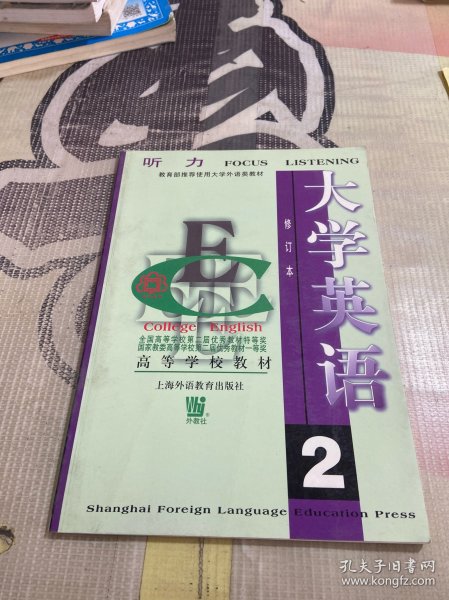 听 力 FOCUS LISTENING
教育部推荐使用大学外语类教材
大学英语
修订本
E
C
College English
全国高等学校第二届优秀教材特等奖
国家教委高等学校第二届优秀教材一等奖
高等学校教材
上海外语教育出版社
外教社
2
Shanghai Foreign Language Education Press
孔夫子旧书网
www.kongfz.com